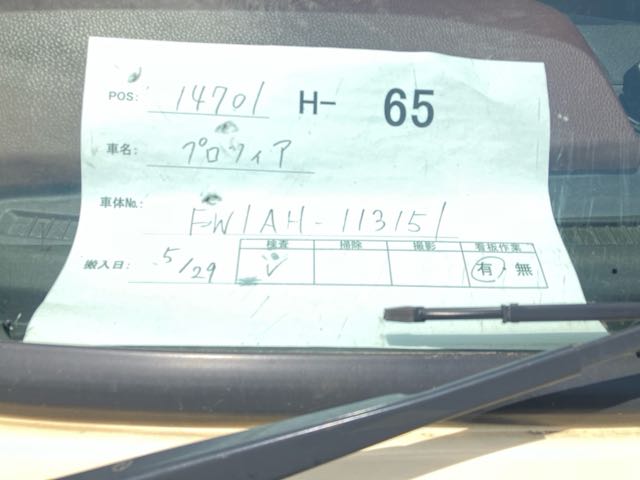 POS: 14701 H- 65
車名: プロフィア
車体No.: FW1AH-113151
検査 掃除 撮影 看板作業
搬入日: 5/29 ✓ 有・無